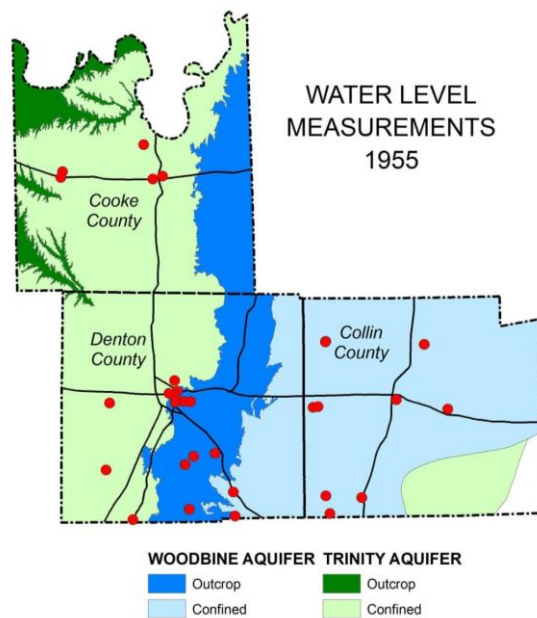 WATER LEVEL
MEASUREMENTS
1955
Cooke
County
Denton
County
Collin
County
WOODBINE AQUIFER TRINITY AQUIFER
Outcrop Outcrop
Confined Confined